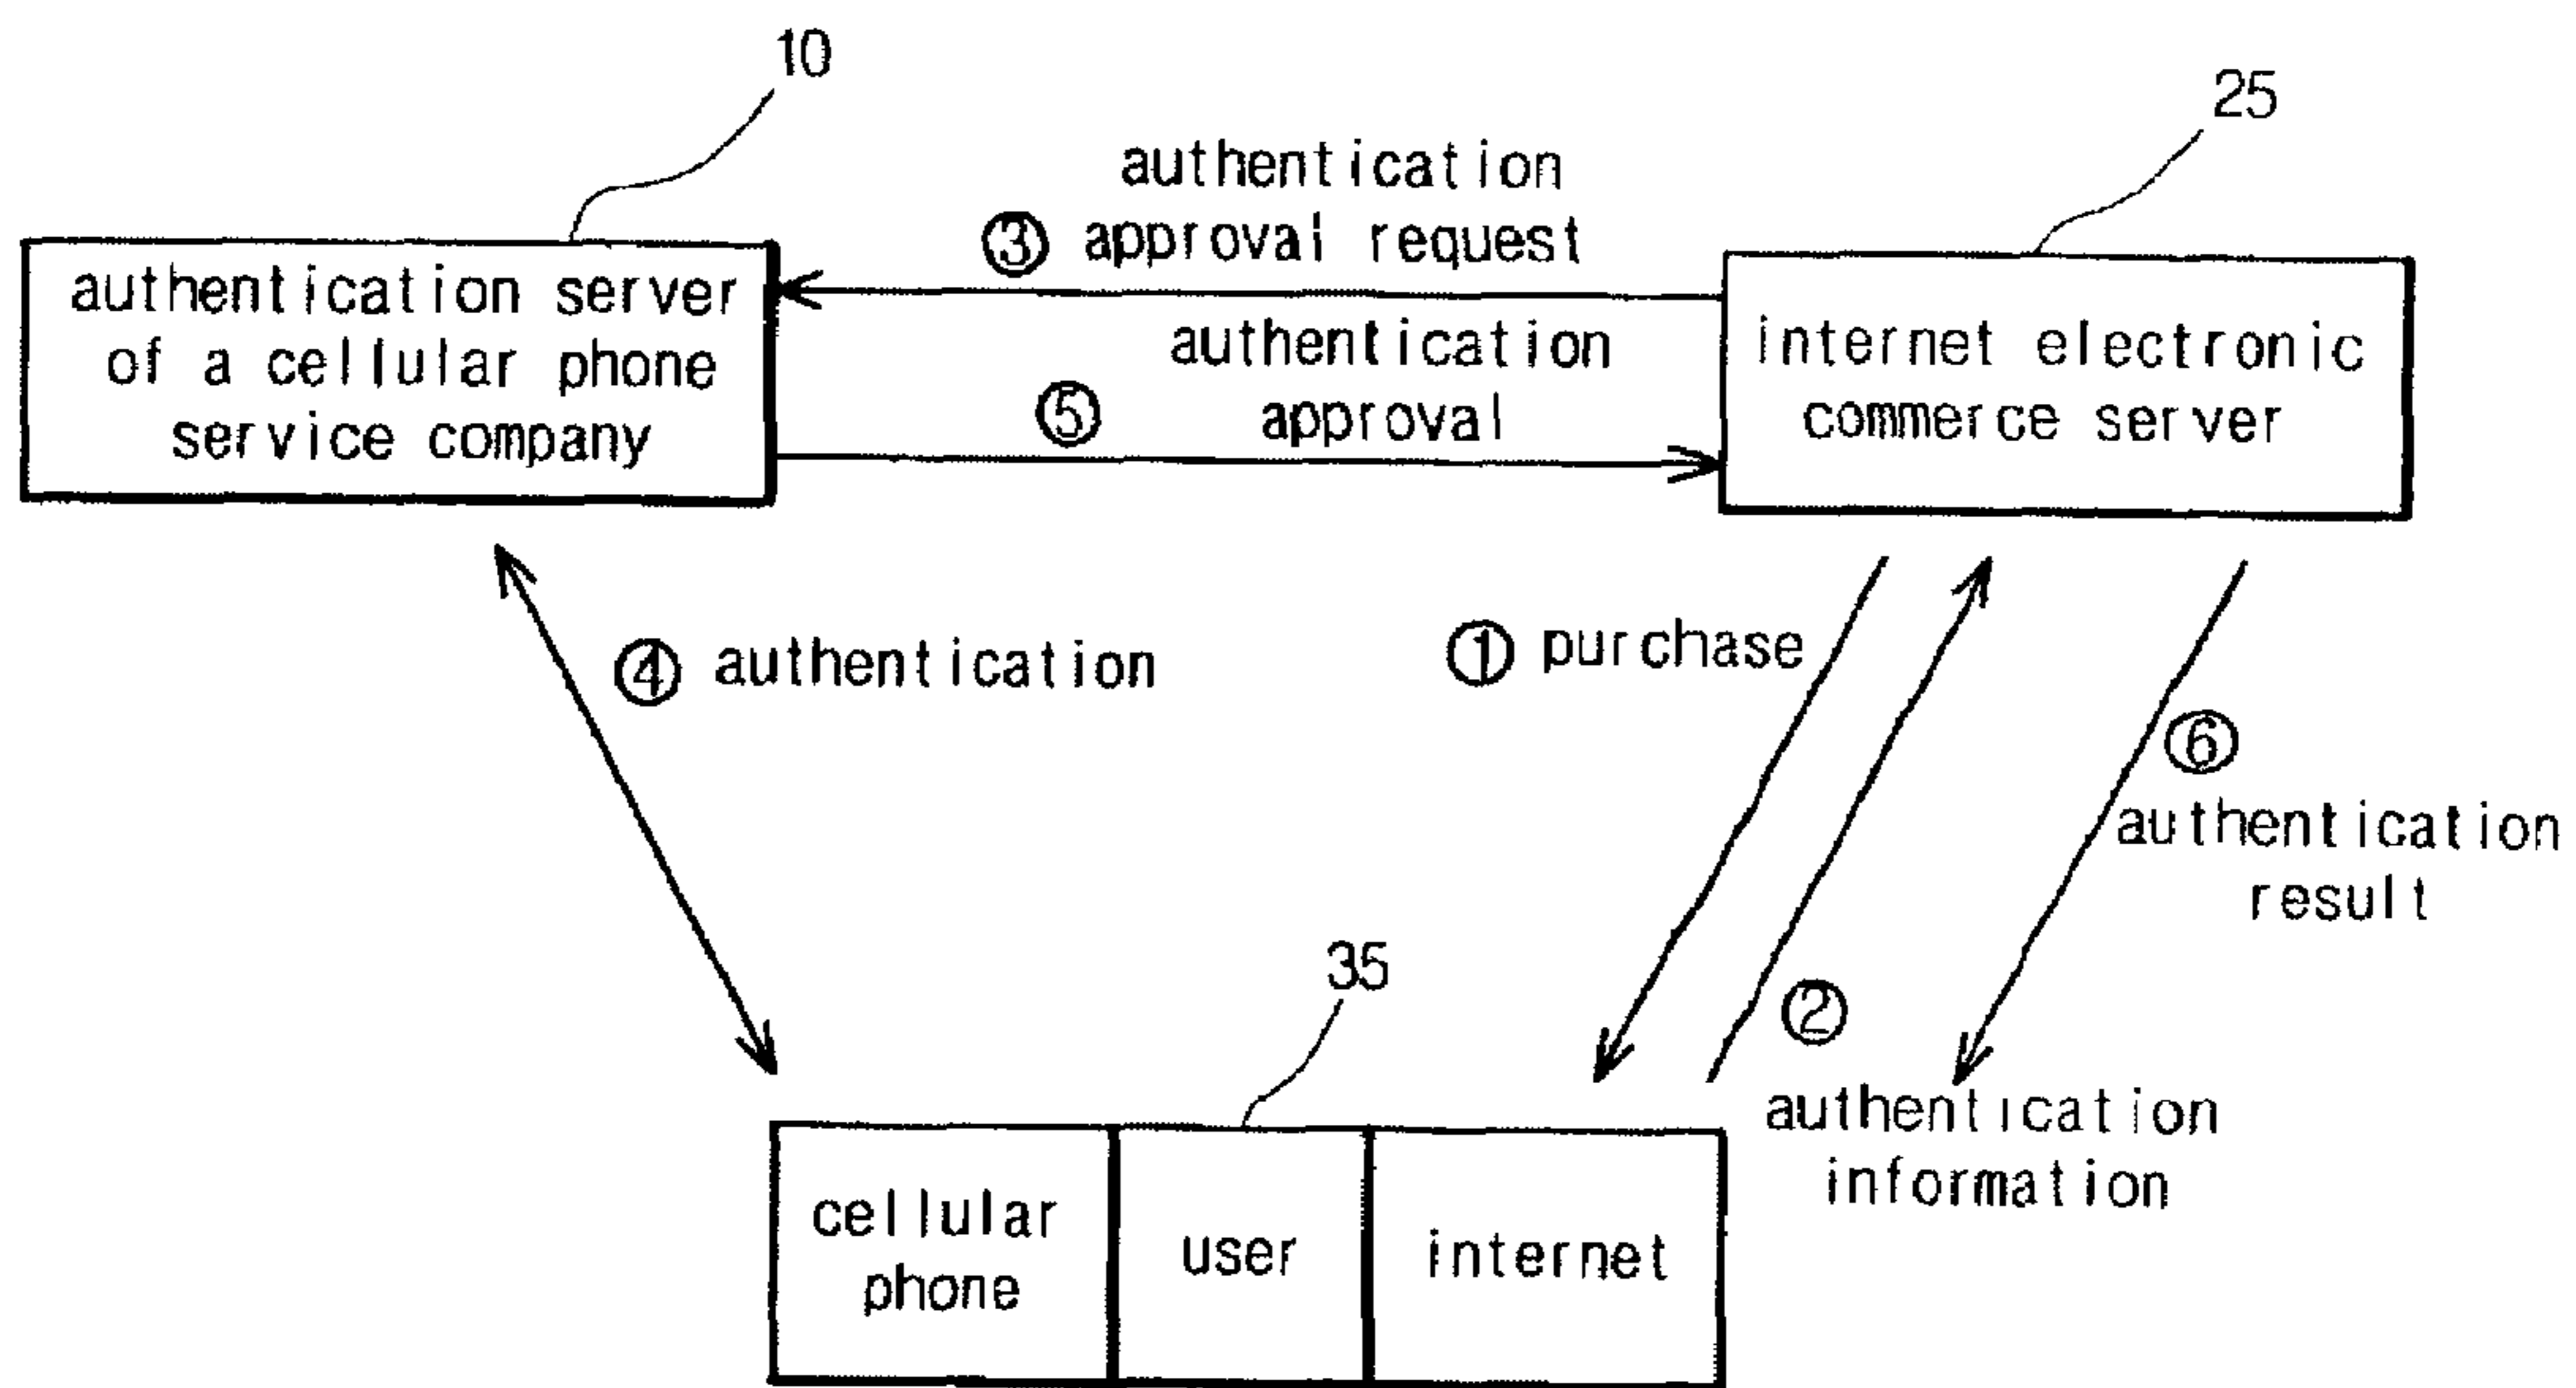 10
25
authentication
③ approval request
authentication server
of a cellular phone
service company
authentication
⑤ approval
internet electronic
commerce server
④ authentication
① purchase
⑥
authentication
result
35
②
authentication
information
cellular
phone
user
internet